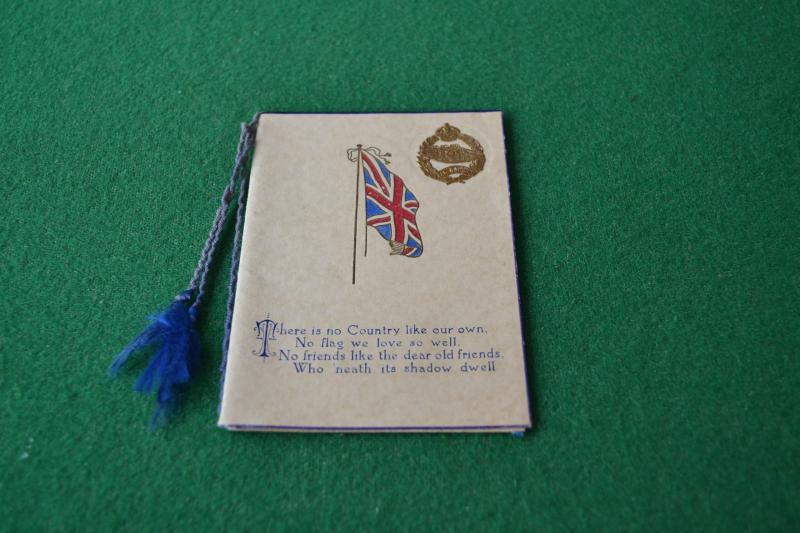 There is no Country like our own,
No flag we love so well,
No friends like the dear old friends,
Who 'neath its shadow dwell